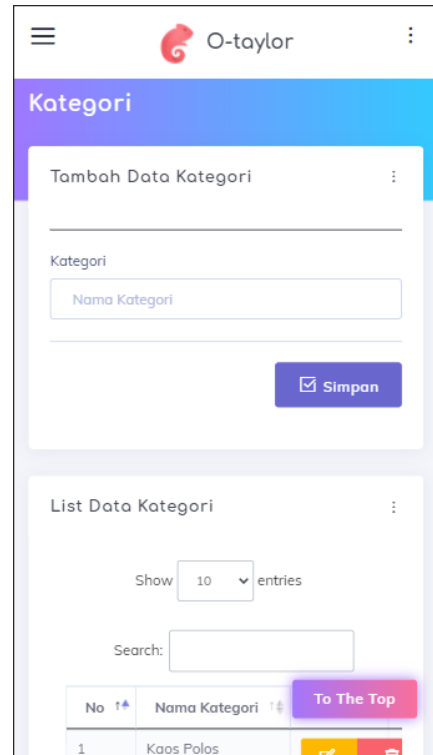 O-taylor
Kategori
Tambah Data Kategori
Kategori
Nama Kategori
Simpan
List Data Kategori
Show 10 entries
Search:
To The Top
No Nama Kategori
1 Kaos Polos